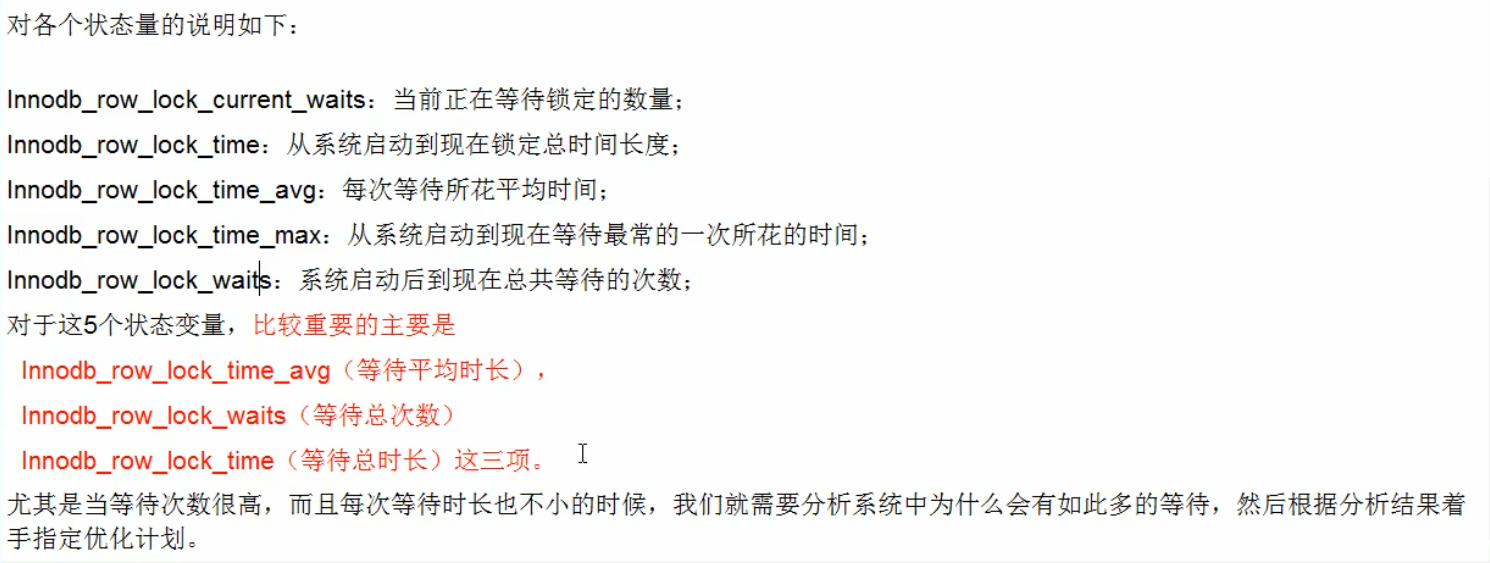 对各个状态量的说明如下：
Innodb_row_lock_current_waits：当前正在等待锁定的数量；
Innodb_row_lock_time：从系统启动到现在锁定总时间长度；
Innodb_row_lock_time_avg：每次等待所花平均时间；
Innodb_row_lock_time_max：从系统启动到现在等待最常的一次所花的时间；
Innodb_row_lock_waits：系统启动后到现在总共等待的次数；
对于这5个状态变量，比较重要的主要是
Innodb_row_lock_time_avg（等待平均时长），
Innodb_row_lock_waits（等待总次数）
Innodb_row_lock_time（等待总时长）这三项。
尤其是当等待次数很高，而且每次等待时长也不小的时候，我们就需要分析系统中为什么会有如此多的等待，然后根据分析结果着
手指定优化计划。